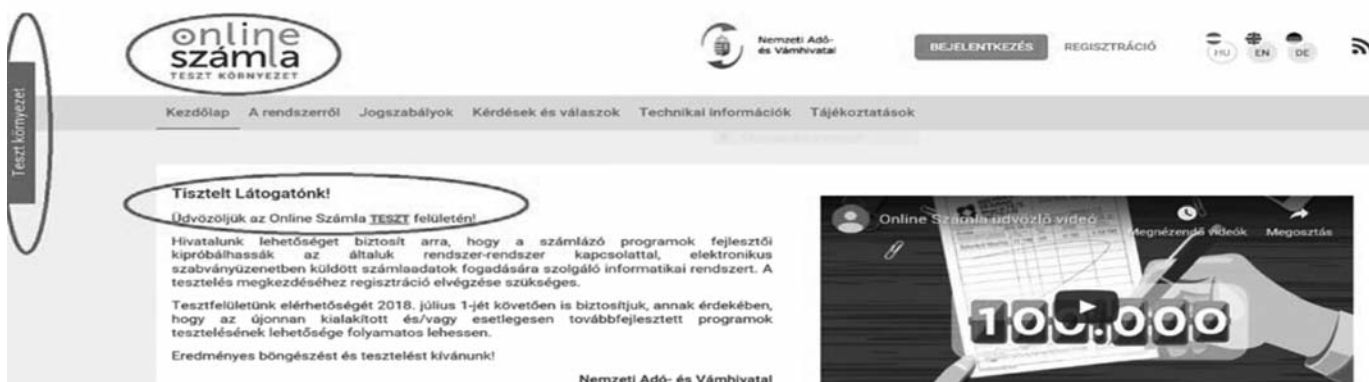 online
számla
TESZT KÖRNYEZET
Nemzeti Adó-
és Vámhivatal
BEJELENTKEZÉS
REGISZTRÁCIÓ
HU
EN
DE
Teszt környezet
Kezdőlap A rendszerről Jogszabályok Kérdések és válaszok Technikai információk Tájékoztatások
Tisztelt Látogatónk!
Üdvözöljük az Online Számla TESZT felületén!
Hivatalunk lehetőséget biztosít arra, hogy a számlázó programok fejlesztői
kipróbálhassák az általuk rendszer-rendszer kapcsolattal, elektronikus
szabványüzenetben küldött számlaadatok fogadására szolgáló informatikai rendszert. A
tesztelés megkezdéséhez regisztráció elvégzése szükséges.
Tesztfelületünk elérhetőségét 2018. július 1-jét követően is biztosítjuk, annak érdekében,
hogy az újonnan kialakított és/vagy esetlegesen továbbfejlesztett programok
tesztelésének lehetősége folyamatos lehessen.
Eredményes böngészést és tesztelést kívánunk!
Nemzeti Adó- és Vámhivatal
Online Számla üdvözlő videó
Megnézendő videók
Megosztás
100.000